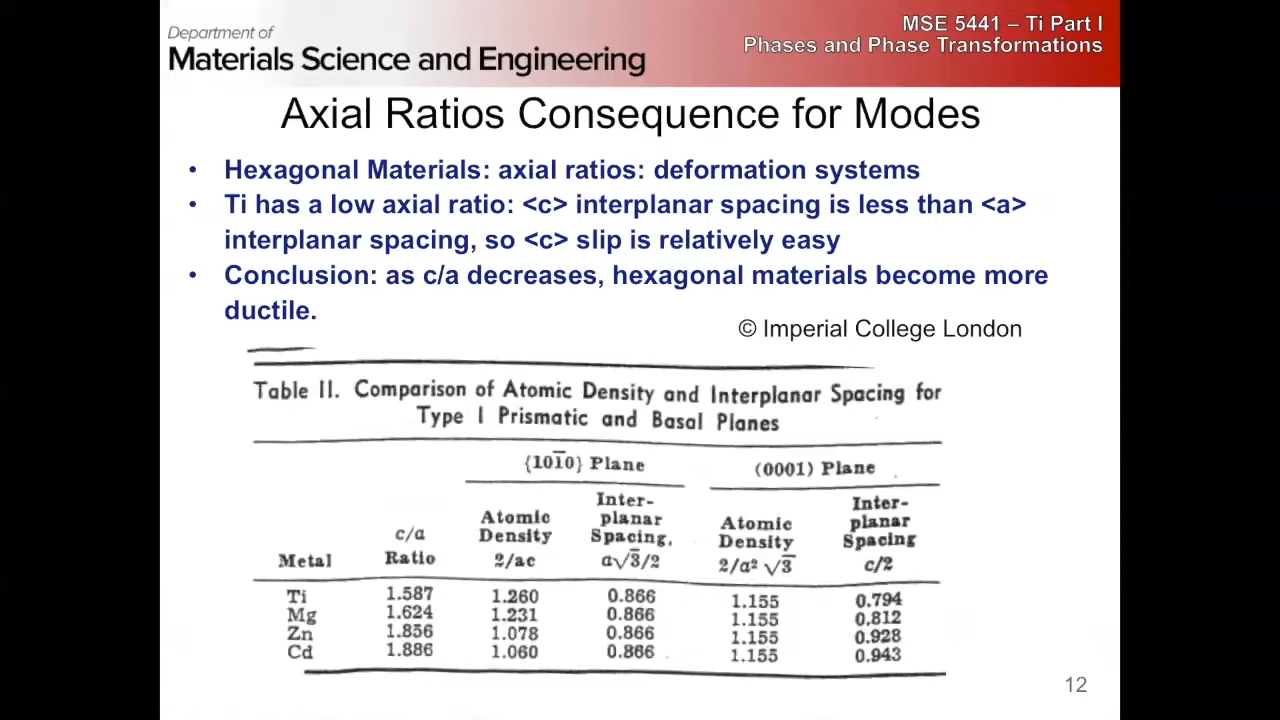 Department of
Materials Science and Engineering
MSE 5441 – Ti Part I
Phases and Phase Transformations
Axial Ratios Consequence for Modes
• Hexagonal Materials: axial ratios: deformation systems
• Ti has a low axial ratio: <c> interplanar spacing is less than <a>
interplanar spacing, so <c> slip is relatively easy
• Conclusion: as c/a decreases, hexagonal materials become more
ductile.
© Imperial College London
Table II. Comparison of Atomic Density and Interplanar Spacing for
Type I Prismatic and Basal Planes
{101̄0} Plane (0001) Plane
Metal c/a Ratio Atomic Density 2/ac Inter-planar Spacing, a√3/2 Atomic Density 2/a² √3 Inter-planar Spacing c/2
Ti 1.587 1.260 0.866 1.155 0.794
Mg 1.624 1.231 0.866 1.155 0.812
Zn 1.856 1.078 0.866 1.155 0.928
Cd 1.886 1.060 0.866 1.155 0.943
12